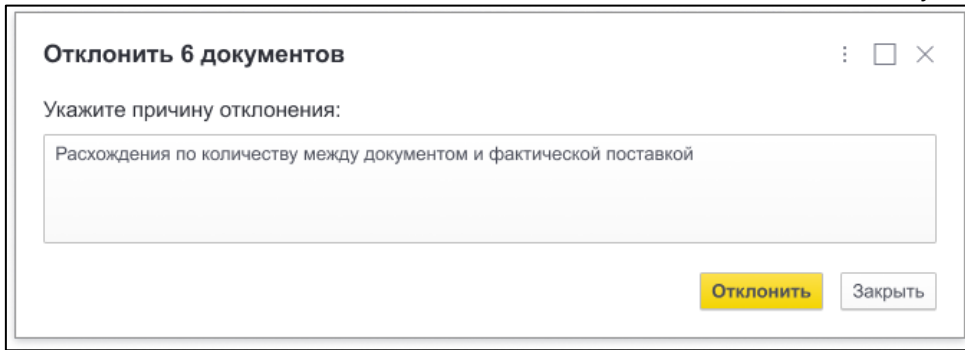 Отклонить 6 документов
Укажите причину отклонения:
Расхождения по количеству между документом и фактической поставкой
Отклонить
Закрыть